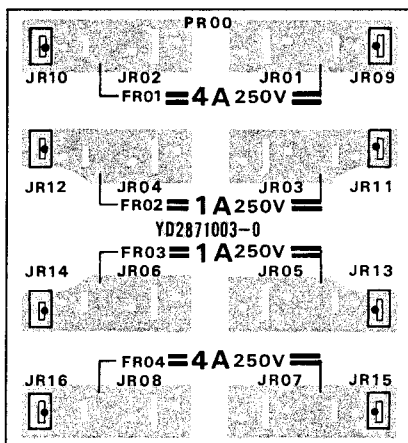 PR00
JR10 JR02 JR01 JR09
FR01 4A 250V
JR12 JR04 JR03 JR11
FR02 1A 250V
YD2871003-0
FR03 1A 250V
JR14 JR06 JR05 JR13
FR04 4A 250V
JR16 JR08 JR07 JR15